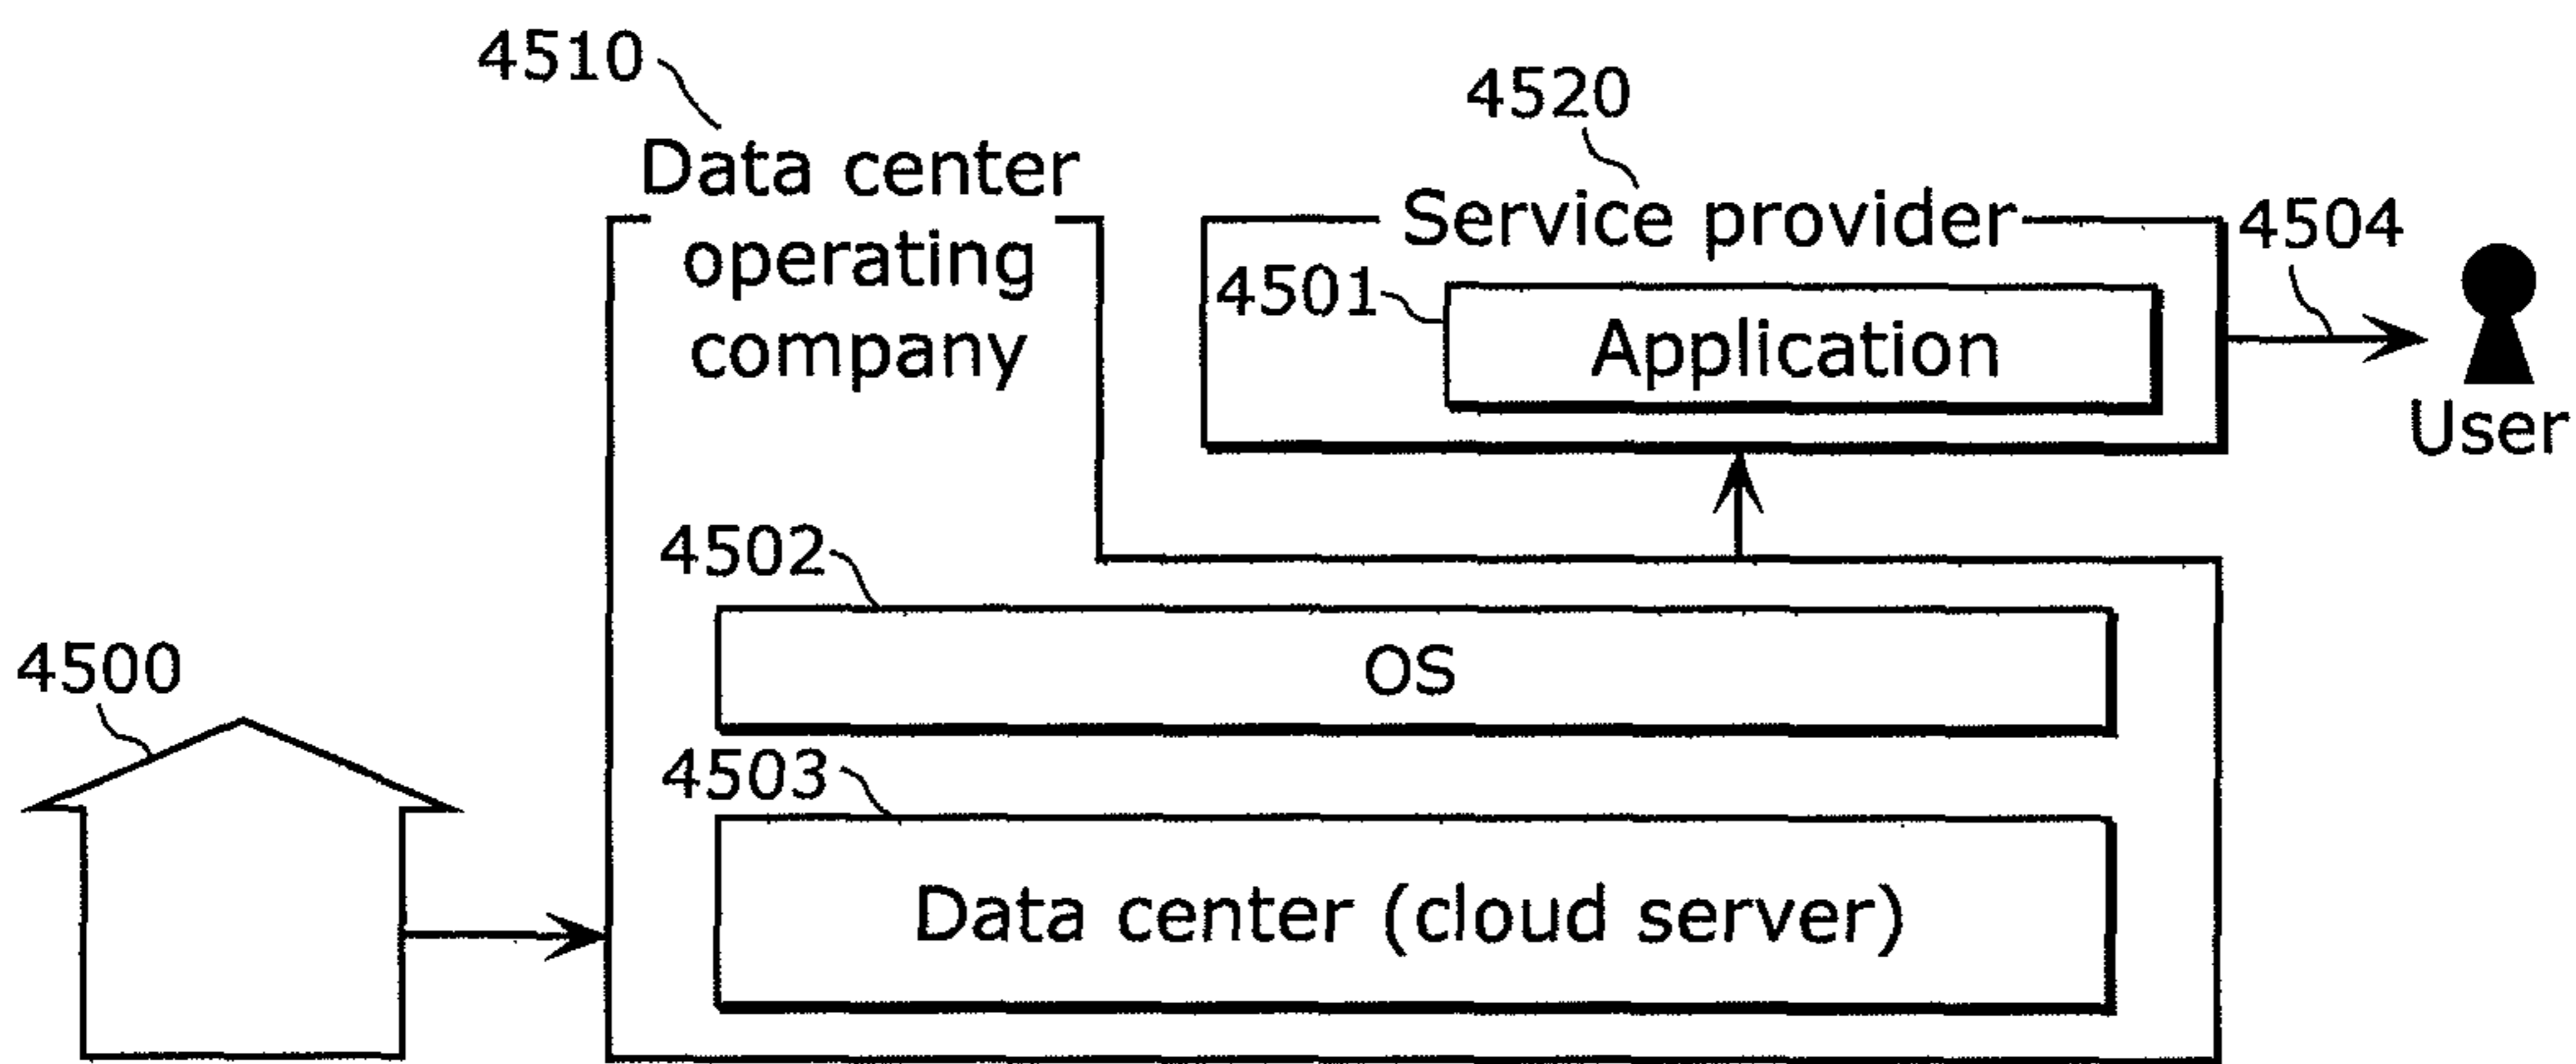 4510
4520
Data center
operating
company
Service provider
4504
4501
Application
User
4502
OS
4500
4503
Data center (cloud server)